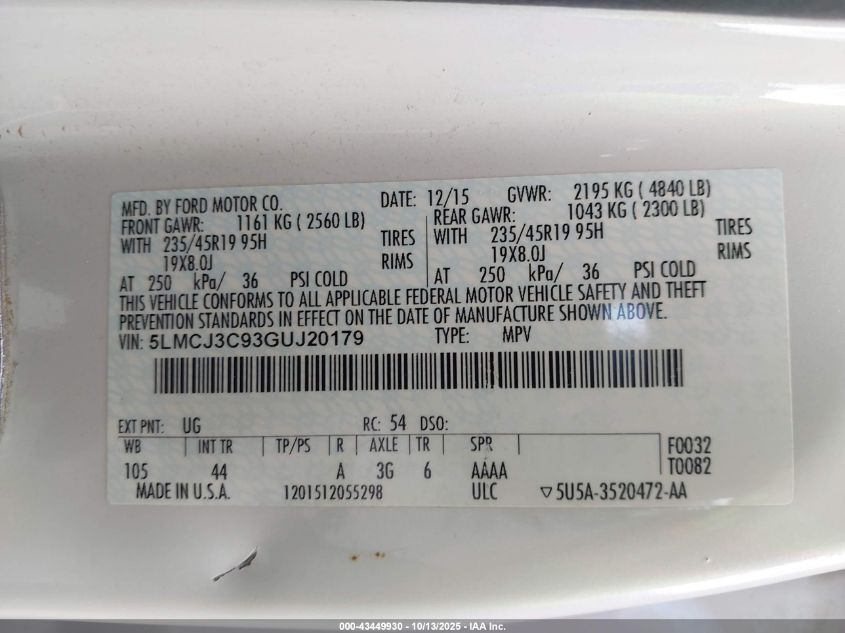 MFD. BY FORD MOTOR CO. DATE: 12/15 GVWR: 2195 KG ( 4840 LB)
FRONT GAWR: 1161 KG ( 2560 LB) REAR GAWR: 1043 KG ( 2300 LB)
WITH 235/45R19 95H TIRES WITH 235/45R19 95H TIRES
19X8.0J RIMS 19X8.0J RIMS
AT 250 kPa/ 36 PSI COLD AT 250 kPa/ 36 PSI COLD
THIS VEHICLE CONFORMS TO ALL APPLICABLE FEDERAL MOTOR VEHICLE SAFETY AND THEFT
PREVENTION STANDARDS IN EFFECT ON THE DATE OF MANUFACTURE SHOWN ABOVE.
VIN: 5LMCJ3C93GUJ20179 TYPE: MPV
EXT PNT: UG RC: 54 DSO:
WB INT TR TP/PS R AXLE TR SPR F0032
105 44 A 3G 6 AAAA T0082
MADE IN U.S.A. 1201512055298 ULC ▽5U5A-3520472-AA
000-43449930 - 10/13/2025 - IAA Inc.